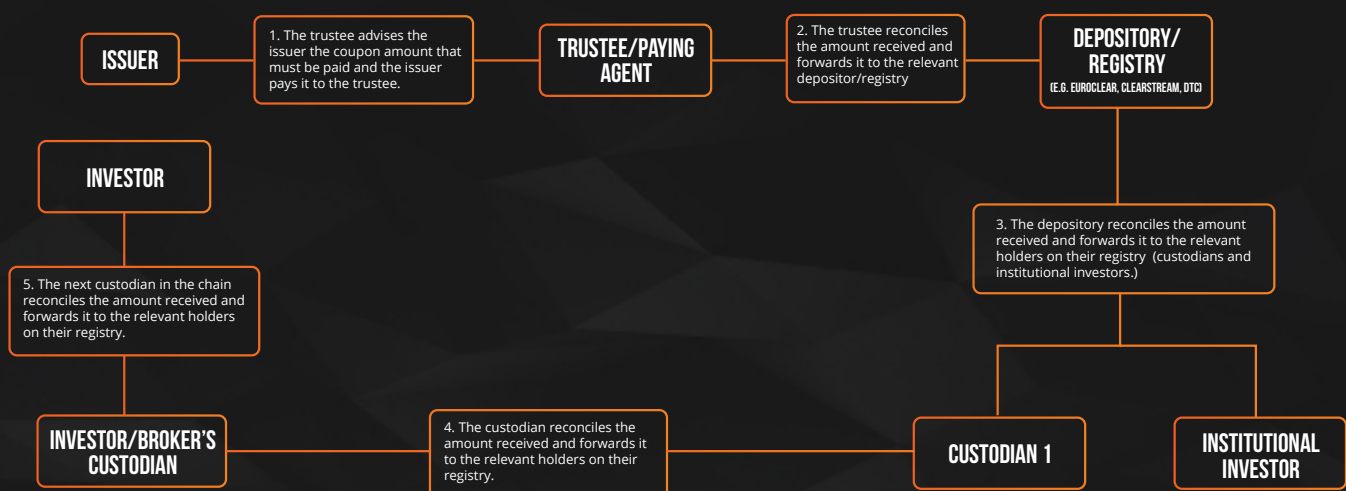 ISSUER
1. The trustee advises the
issuer the coupon amount that
must be paid and the issuer
pays it to the trustee.
TRUSTEE/PAYING
AGENT
2. The trustee reconciles
the amount received and
forwards it to the relevant
depositor/registry
DEPOSITORY/
REGISTRY
(E.G. EUROCLEAR, CLEARSTREAM, DTC)
3. The depository reconciles the amount
received and forwards it to the relevant
holders on their registry (custodians and
institutional investors.)
INVESTOR
5. The next custodian in the chain
reconciles the amount received and
forwards it to the relevant holders
on their registry.
INVESTOR/BROKER'S
CUSTODIAN
4. The custodian reconciles the
amount received and forwards it
to the relevant holders on their
registry.
CUSTODIAN 1
INSTITUTIONAL
INVESTOR